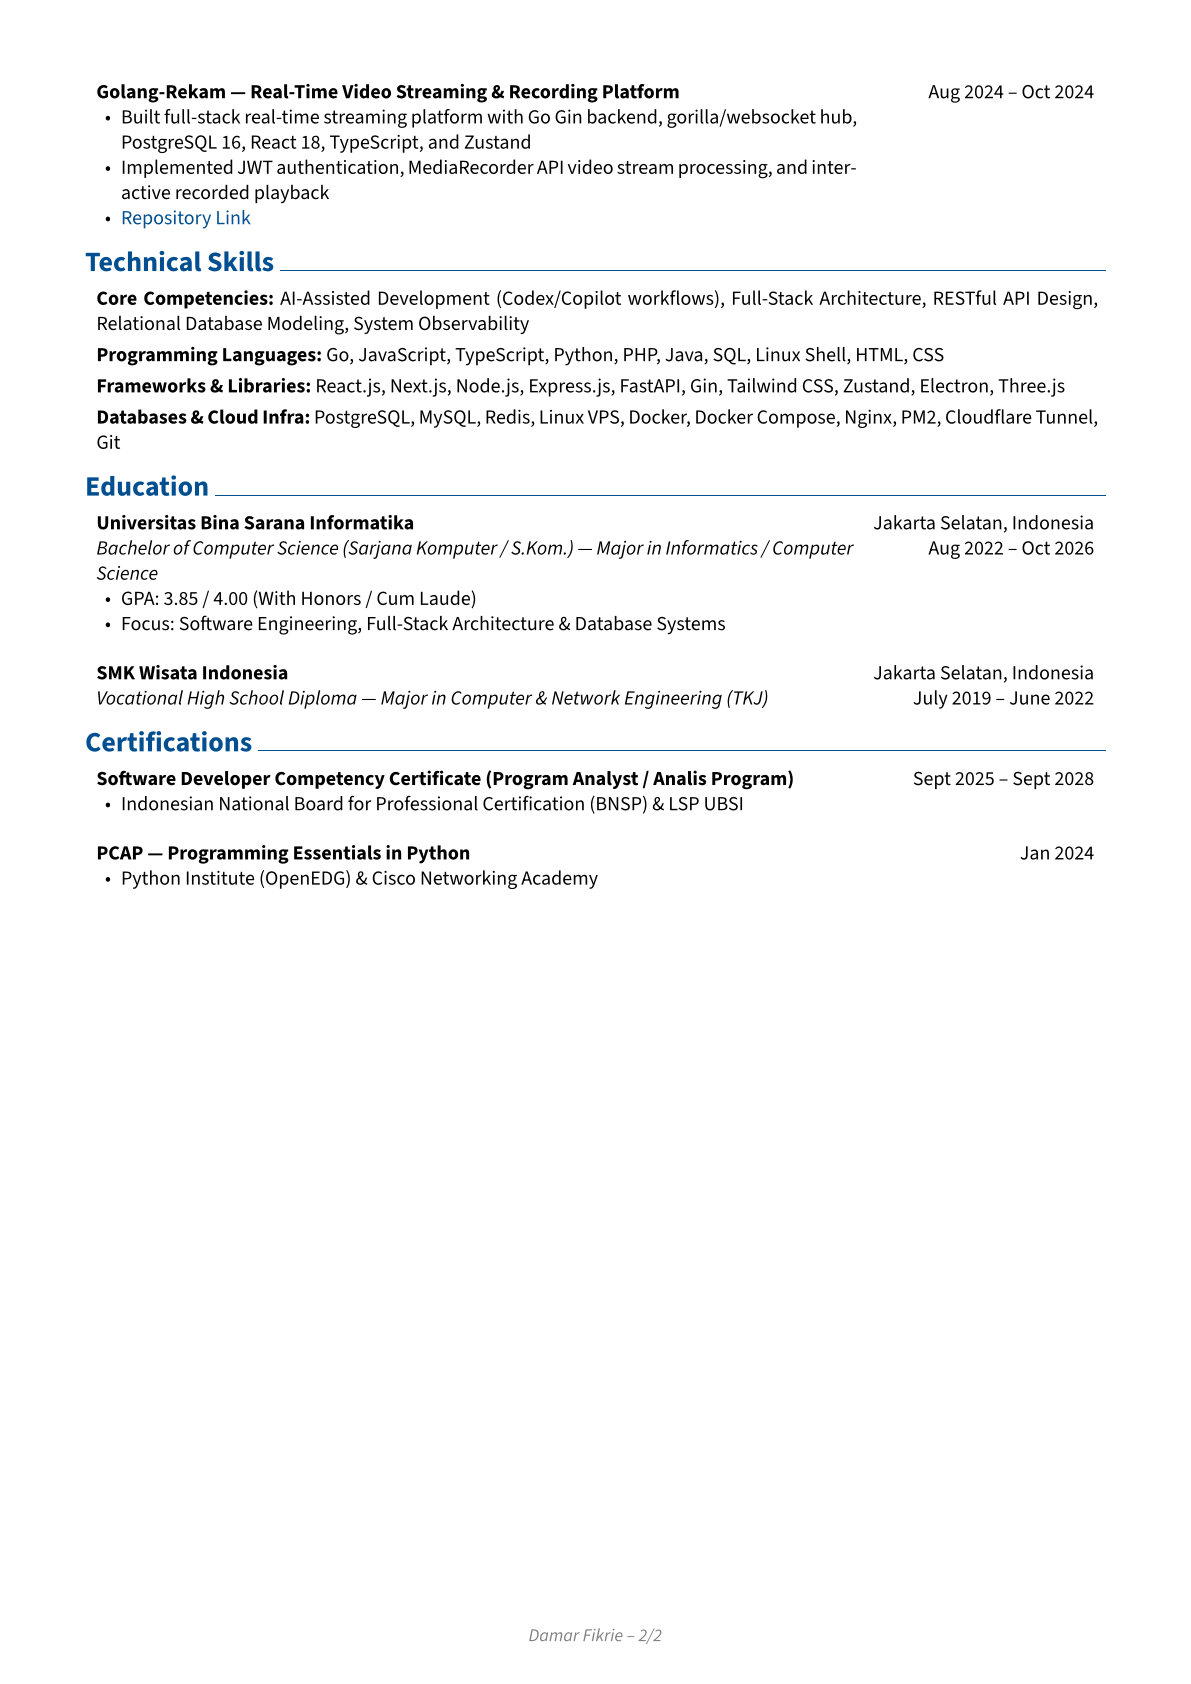 Golang-Rekam — Real-Time Video Streaming & Recording Platform Aug 2024 – Oct 2024
• Built full-stack real-time streaming platform with Go Gin backend, gorilla/websocket hub,
PostgreSQL 16, React 18, TypeScript, and Zustand
• Implemented JWT authentication, MediaRecorder API video stream processing, and inter-
active recorded playback
• Repository Link
Technical Skills
Core Competencies: AI-Assisted Development (Codex/Copilot workflows), Full-Stack Architecture, RESTful API Design,
Relational Database Modeling, System Observability
Programming Languages: Go, JavaScript, TypeScript, Python, PHP, Java, SQL, Linux Shell, HTML, CSS
Frameworks & Libraries: React.js, Next.js, Node.js, Express.js, FastAPI, Gin, Tailwind CSS, Zustand, Electron, Three.js
Databases & Cloud Infra: PostgreSQL, MySQL, Redis, Linux VPS, Docker, Docker Compose, Nginx, PM2, Cloudflare Tunnel,
Git
Education
Universitas Bina Sarana Informatika Jakarta Selatan, Indonesia
Bachelor of Computer Science (Sarjana Komputer / S.Kom.) — Major in Informatics / Computer Aug 2022 – Oct 2026
Science
• GPA: 3.85 / 4.00 (With Honors / Cum Laude)
• Focus: Software Engineering, Full-Stack Architecture & Database Systems
SMK Wisata Indonesia Jakarta Selatan, Indonesia
Vocational High School Diploma — Major in Computer & Network Engineering (TKJ) July 2019 – June 2022
Certifications
Software Developer Competency Certificate (Program Analyst / Analis Program) Sept 2025 – Sept 2028
• Indonesian National Board for Professional Certification (BNSP) & LSP UBSI
PCAP — Programming Essentials in Python Jan 2024
• Python Institute (OpenEDG) & Cisco Networking Academy
Damar Fikrie – 2/2